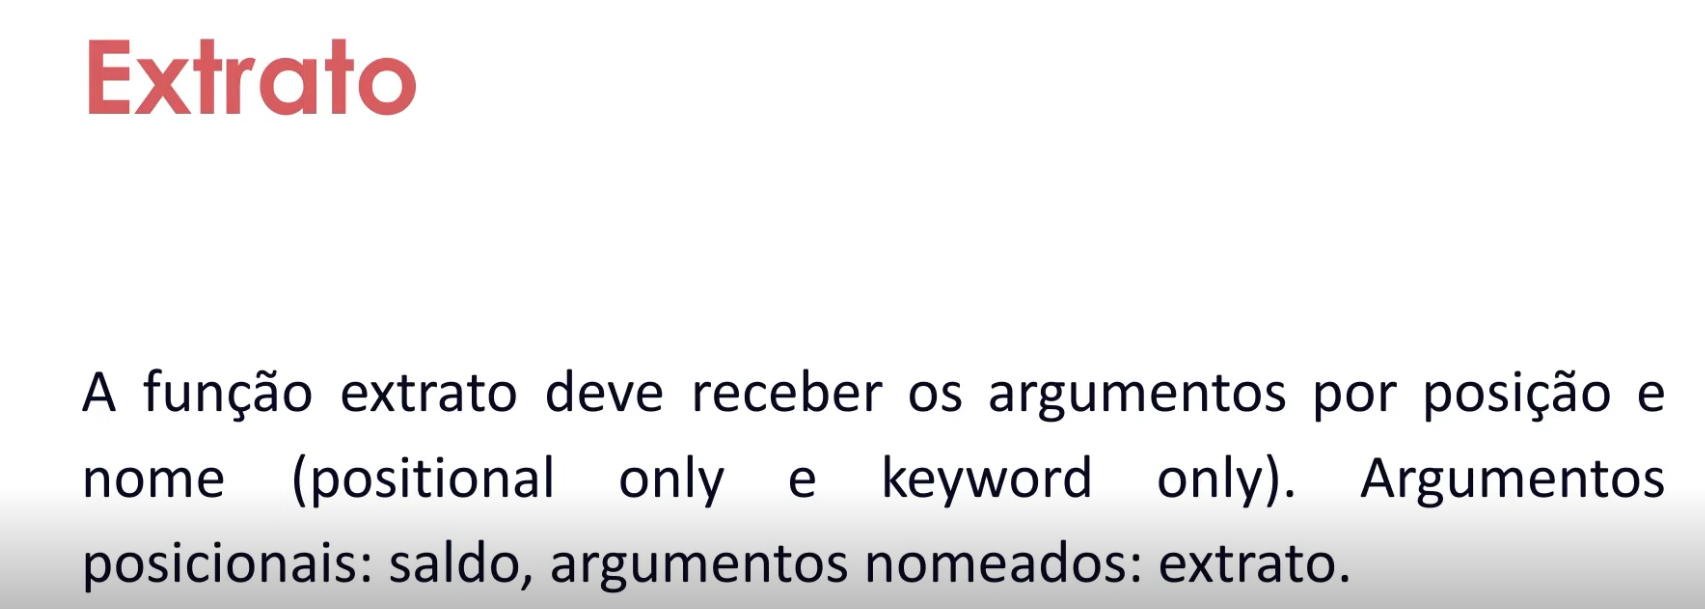 Extrato
A função extrato deve receber os argumentos por posição e
nome (positional only e keyword only). Argumentos
posicionais: saldo, argumentos nomeados: extrato.